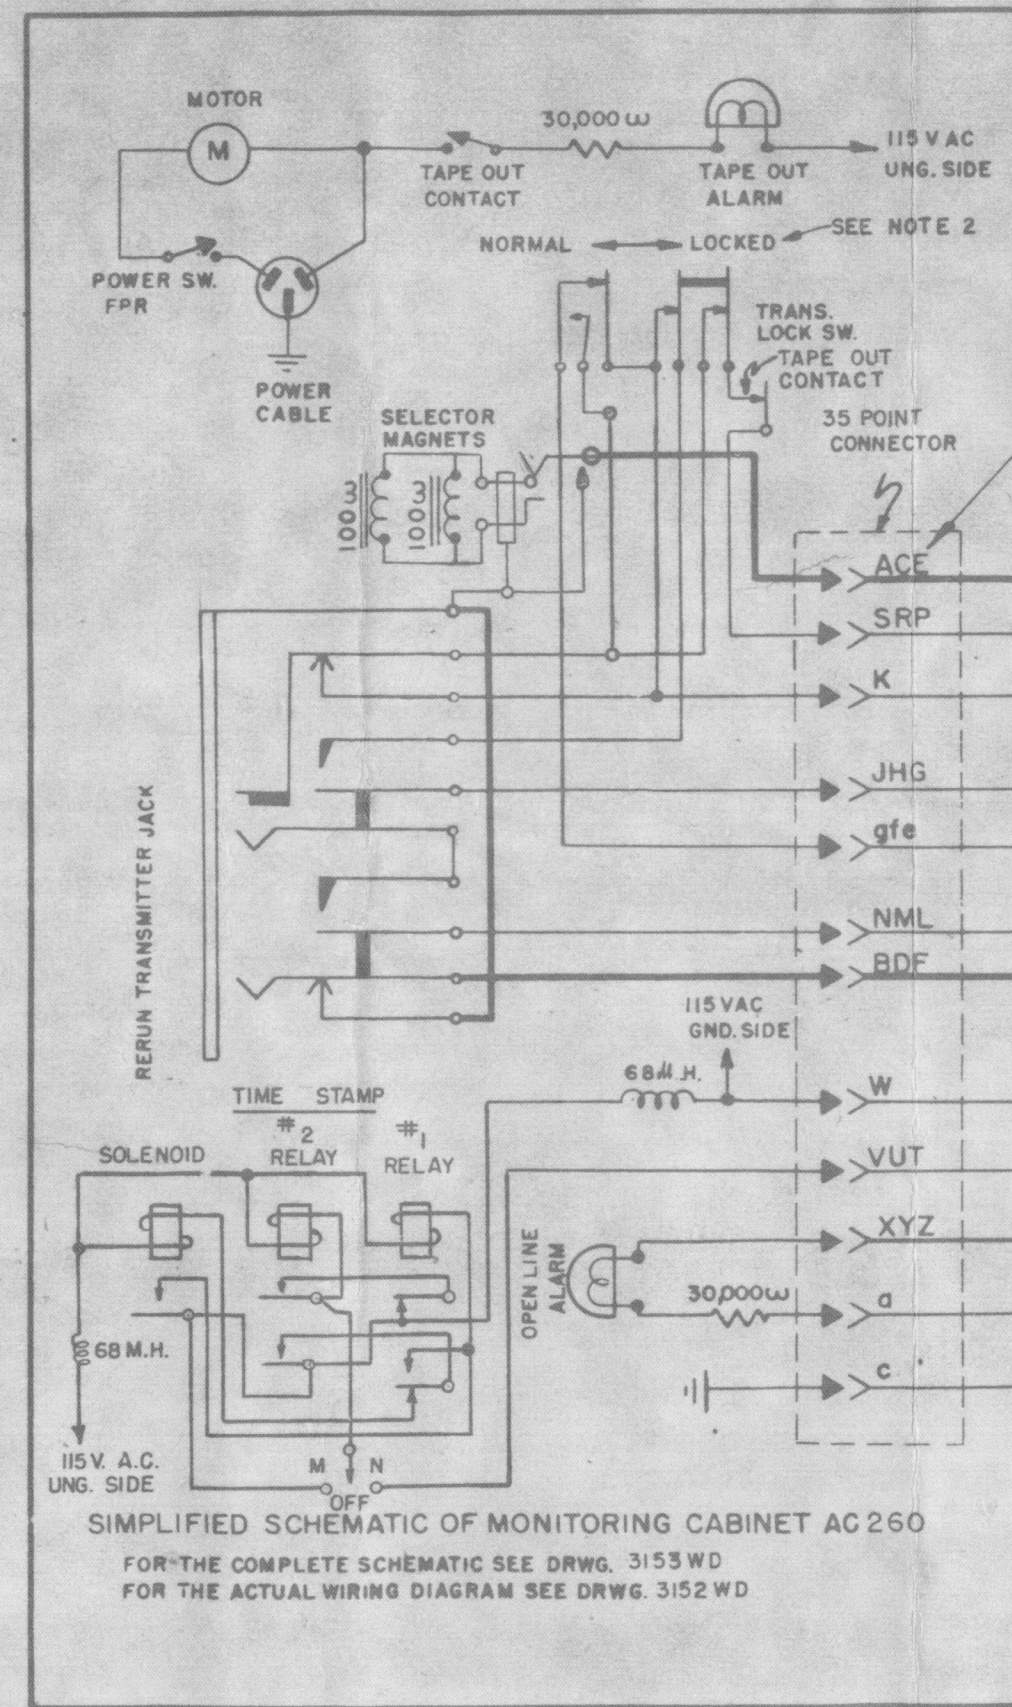 MOTOR
M
30,000 ω
115 V AC
UNG. SIDE
TAPE OUT
CONTACT
TAPE OUT
ALARM
NORMAL
LOCKED
SEE NOTE 2
POWER SW.
FPR
POWER
CABLE
TRANS.
LOCK SW.
TAPE OUT
CONTACT
SELECTOR
MAGNETS
35 POINT
CONNECTOR
100 ω
100 ω
ACE
SRP
K
JHG
gfe
NML
BDF
RERUN TRANSMITTER JACK
115 VAC
GND. SIDE
68 M.H.
W
TIME STAMP
SOLENOID
#2
RELAY
#1
RELAY
VUT
XYZ
OPEN LINE
ALARM
30,000 ω
a
c
68 M.H.
115 V. A.C.
UNG. SIDE
M
N
OFF
SIMPLIFIED SCHEMATIC OF MONITORING CABINET AC 260
FOR THE COMPLETE SCHEMATIC SEE DRWG. 3153 WD
FOR THE ACTUAL WIRING DIAGRAM SEE DRWG. 3152 WD